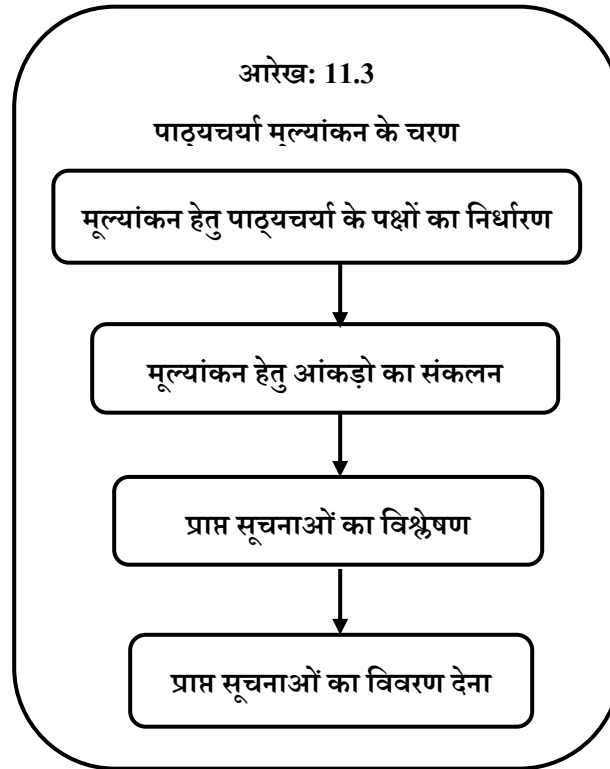 आरेख: 11.3
पाठ्यचर्या मूल्यांकन के चरण
मूल्यांकन हेतु पाठ्यचर्या के पक्षों का निर्धारण
मूल्यांकन हेतु आंकड़ो का संकलन
प्राप्त सूचनाओं का विश्लेषण
प्राप्त सूचनाओं का विवरण देना